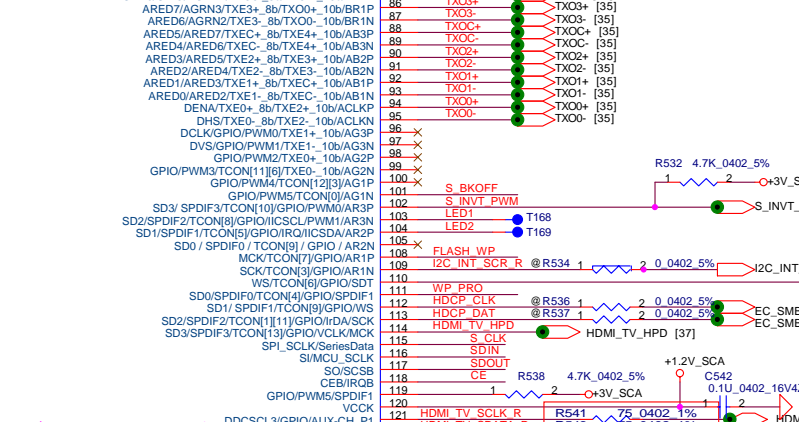 86 TXO3+ TXO3+ [35]
ARED7/AGRN3/TXE3+_8b/TXO0+_10b/BR1P 87 TXO3- TXO3- [35]
ARED6/AGRN2/TXE3-_8b/TXO0-_10b/BR1N 88 TXOC+ TXOC+ [35]
ARED5/ARED7/TXEC+_8b/TXE4+_10b/AB3P 89 TXOC- TXOC- [35]
ARED4/ARED6/TXEC-_8b/TXE4-_10b/AB3N 90 TXO2+ TXO2+ [35]
ARED3/ARED5/TXE2+_8b/TXE3+_10b/AB2P 91 TXO2- TXO2- [35]
ARED2/ARED4/TXE2-_8b/TXE3-_10b/AB2N 92 TXO1+ TXO1+ [35]
ARED1/ARED3/TXE1+_8b/TXEC+_10b/AB1P 93 TXO1- TXO1- [35]
ARED0/ARED2/TXE1-_8b/TXEC-_10b/AB1N 94 TXO0+ TXO0+ [35]
DENA/TXE0+_8b/TXE2+_10b/ACLKP 95 TXO0- TXO0- [35]
DHS/TXE0-_8b/TXE2-_10b/ACLKN 96
DCLK/GPIO/PWM0/TXE1+_10b/AG3P 97
DVS/GPIO/PWM1/TXE1-_10b/AG3N 98
GPIO/PWM2/TXE0+_10b/AG2P 99
GPIO/PWM3/TCON[11][6]/TXE0-_10b/AG2N 100
GPIO/PWM4/TCON[12][3]/AG1P 101 S_BKOFF
GPIO/PWM5/TCON[0]/AG1N 102 S_INVT_PWM
R532 4.7K_0402_5%
1 2 +3V_S
S_INVT_
SD3/ SPDIF3/TCON[10]/GPIO/PWM0/AR3P 103 LED1 T168
SD2/SPDIF2/TCON[8]/GPIO/IICSCL/PWM1/AR3N 104 LED2 T169
SD1/SPDIF1/TCON[5]/GPIO/IRQ/IICSDA/AR2P 105
SD0 / SPDIF0 / TCON[9] / GPIO / AR2N 108 FLASH_WP
MCK/TCON[7]/GPIO/AR1P 109 I2C_INT_SCR_R @R534 1 2 0_0402_5% I2C_INT
SCK/TCON[3]/GPIO/AR1N 110
WS/TCON[6]/GPIO/SDT 111 WP_PRO
SD0/SPDIF0/TCON[4]/GPIO/SPDIF1 112 HDCP_CLK @R536 1 2 0_0402_5% EC_SME
SD1/ SPDIF1/TCON[9]/GPIO/WS 113 HDCP_DAT @R537 1 2 0_0402_5% EC_SME
SD2/SPDIF2/TCON[1][11]/GPIO/IrDA/SCK 114 HDMI_TV_HPD HDMI_TV_HPD [37]
SD3/SPDIF3/TCON[13]/GPIO/VCLK/MCK 115 S_CLK
SPI_SCLK/SeriesData 116 SDIN
SI/MCU_SCLK 117 SDOUT
SO/SCSB 118 CE
CEB/IRQB 119 1 R538 2 4.7K_0402_5% +3V_SCA
+1.2V_SCA
C542
0.1U_0402_16V4Z
GPIO/PWM5/SPDIF1 120
VCCK 121 HDMI_TV_SCLK_R R541 75_0402_1% 1 2
DDCSCL3/GPIO/AUX-CH_P1